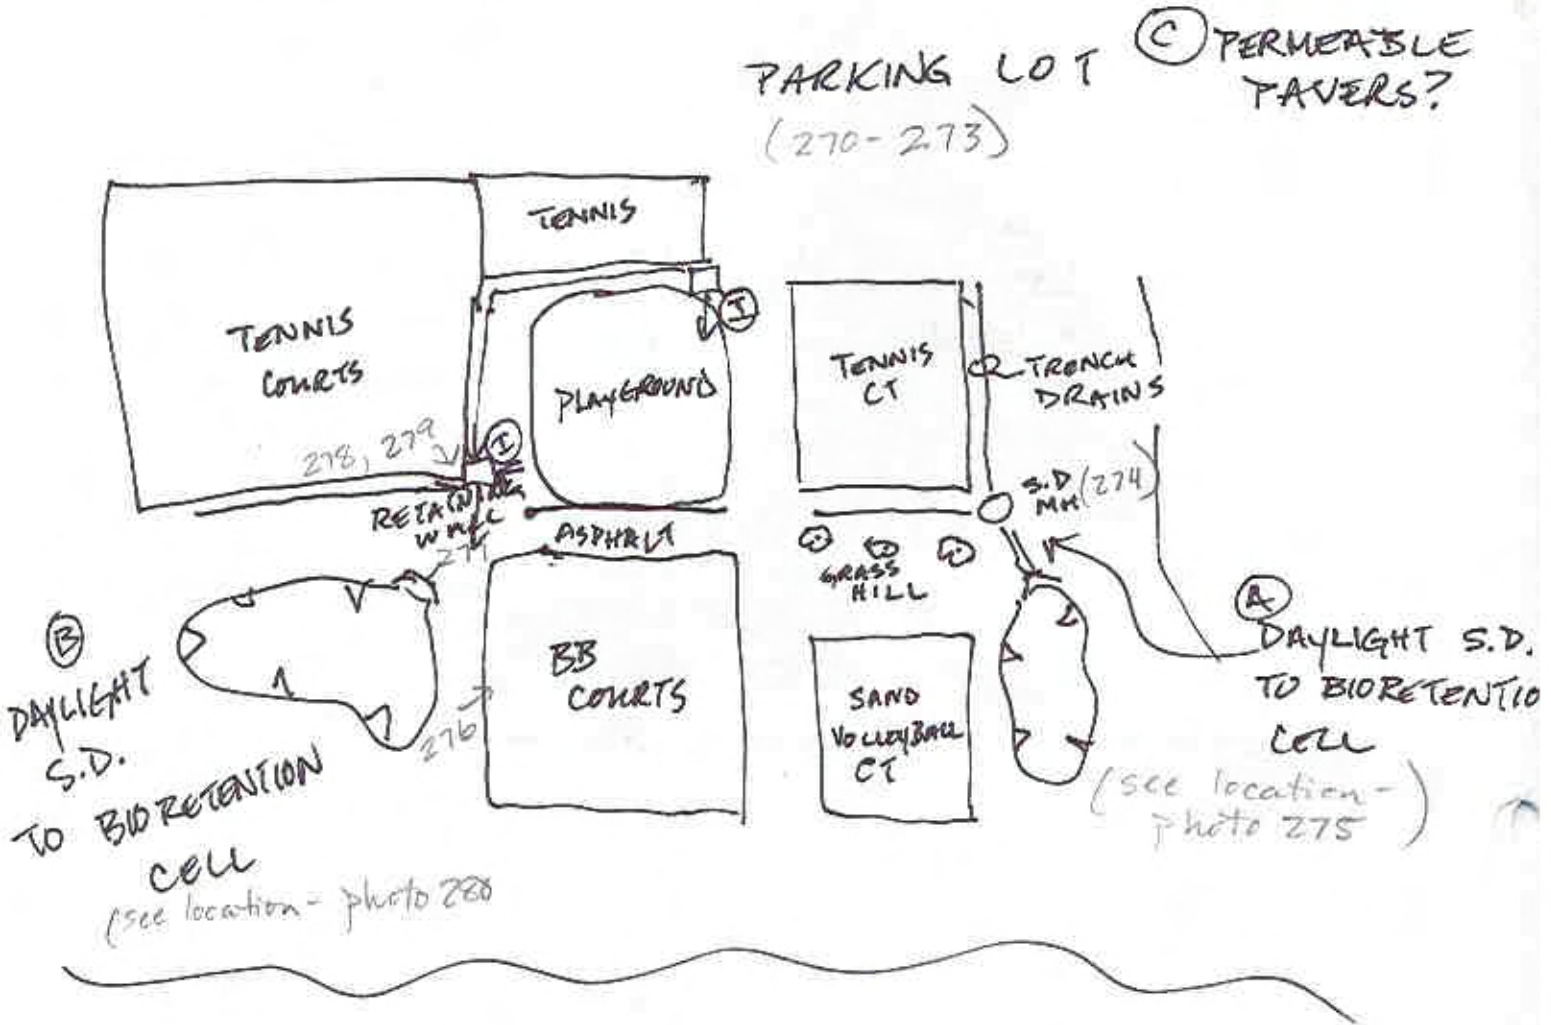 PARKING LOT
(270-273)
Ⓒ PERMEABLE
PAVERS?
TENNIS
TENNIS
COURTS
278, 279
Ⓘ
PLAYGROUND
Ⓘ
TENNIS
CT
TRENCH
DRAINS
S.D
MH (274)
RETAINING
WALL
ASPHALT
GRASS
HILL
BB
COURTS
276
SAND
VOLLEYBALL
CT
Ⓐ
DAYLIGHT S.D.
TO BIORETENTIO
CELL
(see location-
photo 275)
Ⓑ
DAYLIGHT
S.D.
TO BIORETENTION
CELL
(see location- photo 280